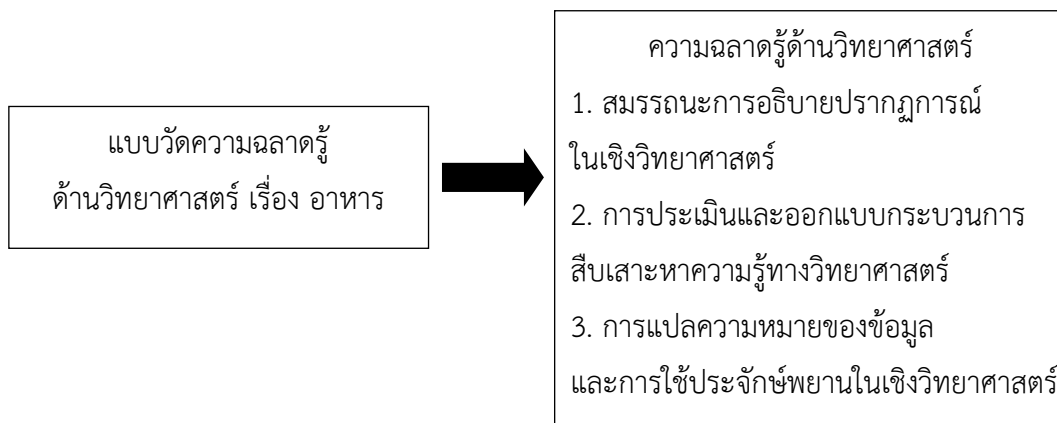 แบบวัดความฉลาดรู้
ด้านวิทยาศาสตร์ เรื่อง อาหาร
ความฉลาดรู้ด้านวิทยาศาสตร์
1. สมรรถนะการอธิบายปรากฏการณ์
ในเชิงวิทยาศาสตร์
2. การประเมินและออกแบบกระบวนการ
สืบเสาะหาความรู้ทางวิทยาศาสตร์
3. การแปลความหมายของข้อมูล
และการใช้ประจักษ์พยานในเชิงวิทยาศาสตร์